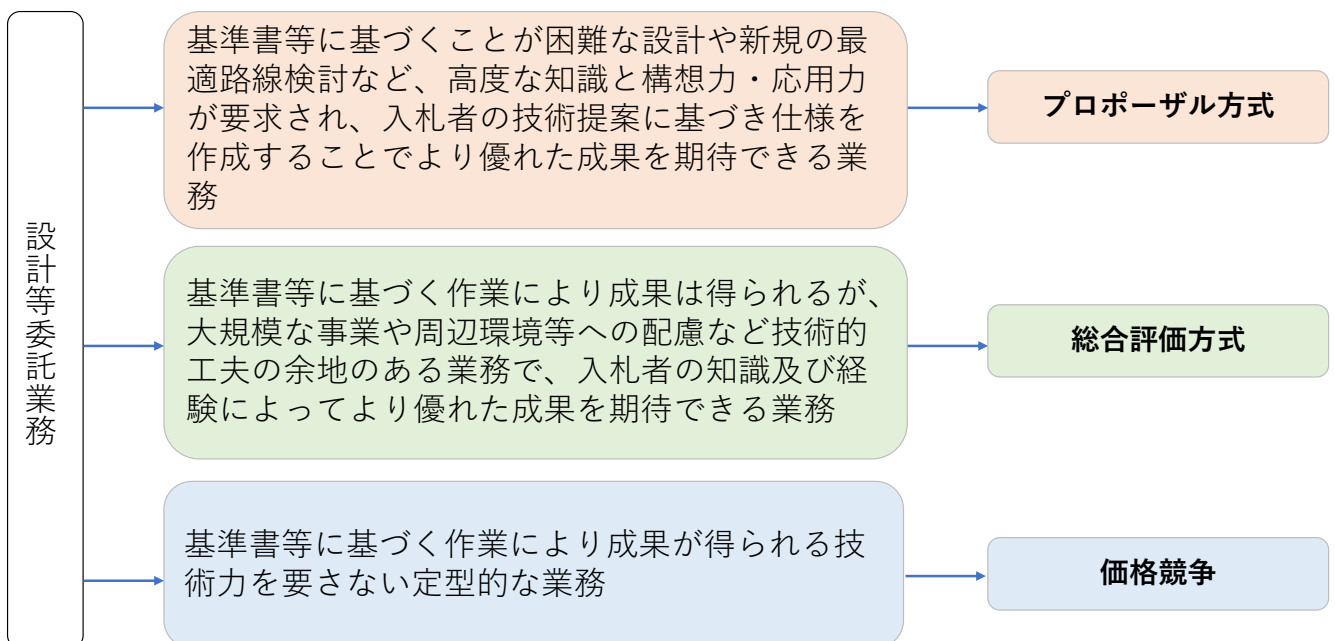 設計等委託業務
基準書等に基づくことが困難な設計や新規の最
適路線検討など、高度な知識と構想力・応用力
が要求され、入札者の技術提案に基づき仕様を
作成することでより優れた成果を期待できる業
務
プロポーザル方式
基準書等に基づく作業により成果は得られるが、
大規模な事業や周辺環境等への配慮など技術的
工夫の余地のある業務で、入札者の知識及び経
験によってより優れた成果を期待できる業務
総合評価方式
基準書等に基づく作業により成果が得られる技
術力を要さない定型的な業務
価格競争